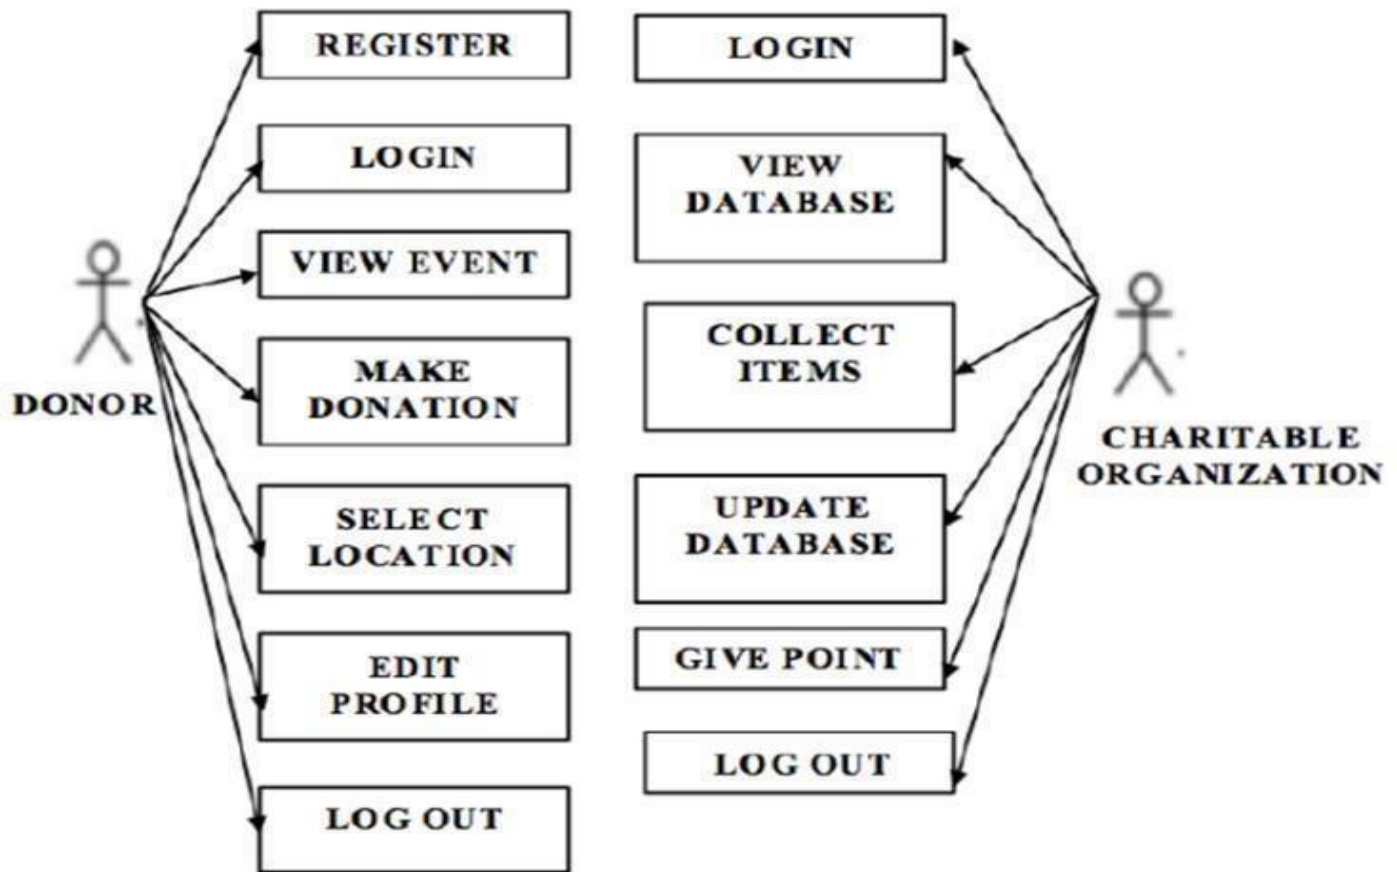 REGISTER
LOGIN
VIEW EVENT
MAKE
DONATION
SELECT
LOCATION
EDIT
PROFILE
LOG OUT
DONOR
LOGIN
VIEW
DATABASE
COLLECT
ITEMS
UPDATE
DATABASE
GIVE POINT
LOG OUT
CHARITABLE
ORGANIZATION